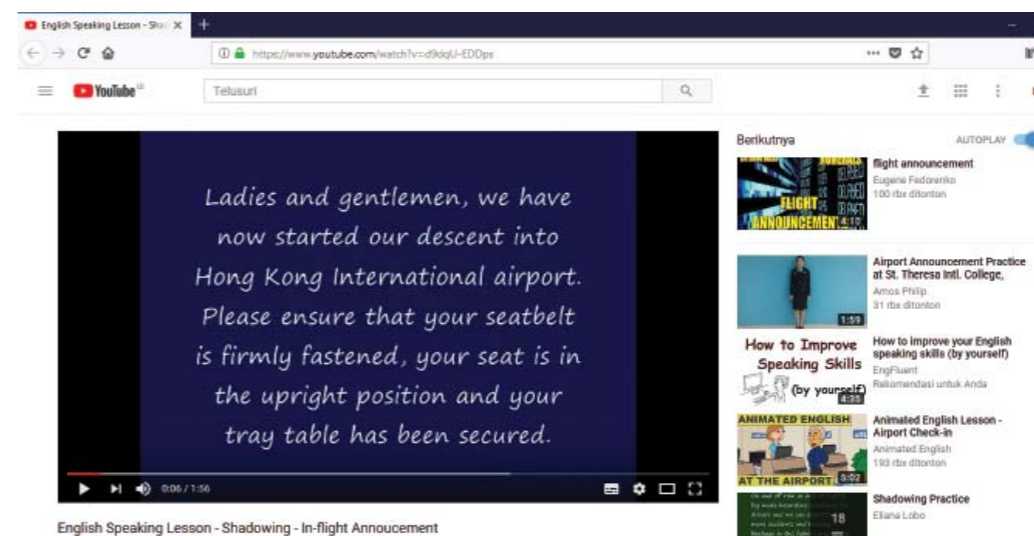 English Speaking Lesson - Sha
https://www.youtube.com/watch?v=d9dqU-EDDps
YouTube ID
Telusuri
Ladies and gentlemen, we have
now started our descent into
Hong Kong International airport.
Please ensure that your seatbelt
is firmly fastened, your seat is in
the upright position and your
tray table has been secured.
0:06 / 1:56
English Speaking Lesson - Shadowing - In-flight Annoucement
Berikutnya
AUTOPLAY
FLIGHT
ANNOUNCEMENT
4:10
flight announcement
Eugene Fedorenko
100 rbx ditonton
1:59
Airport Announcement Practice
at St. Theresa Intl. College,
Amos Philip
31 rbx ditonton
How to Improve
Speaking Skills
(by yourself)
4:35
How to improve your English
speaking skills (by yourself)
EngFluent
Rekomendasi untuk Anda
ANIMATED ENGLISH
AT THE AIRPORT
5:02
Animated English Lesson -
Airport Check-in
Animated English
193 rbx ditonton
18
Shadowing Practice
Eliana Lobo